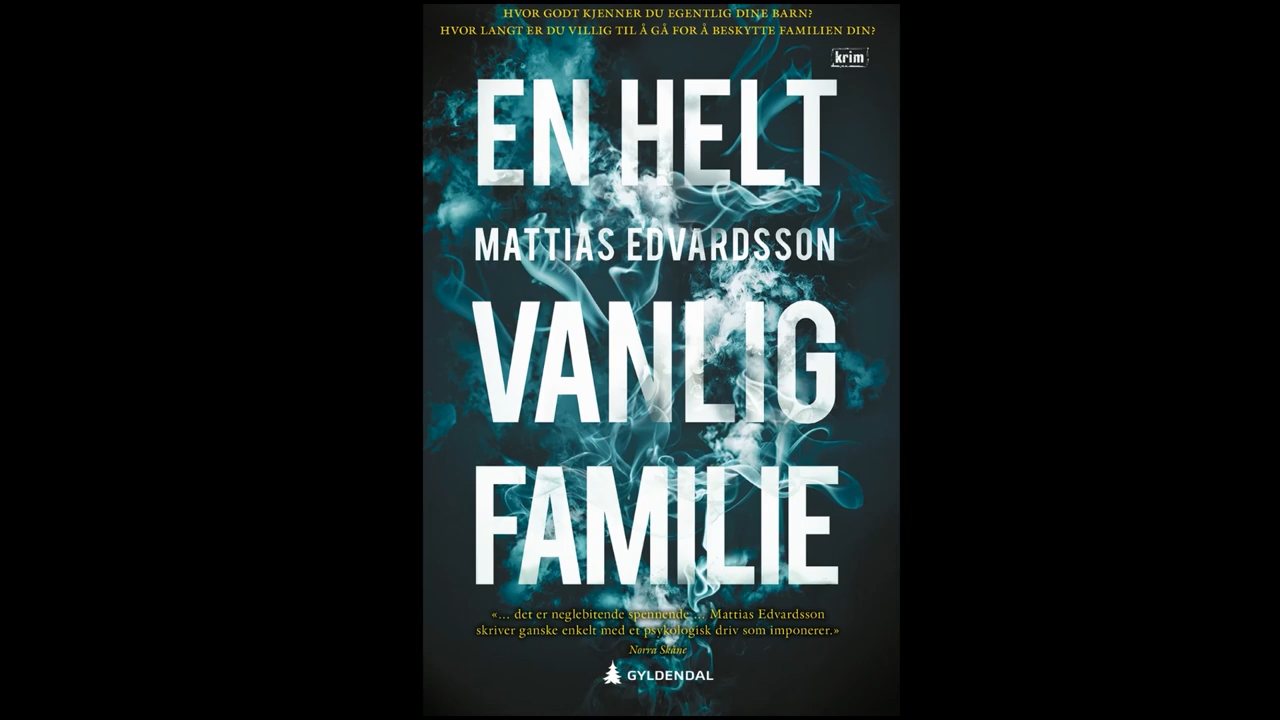 HVOR GODT KJENNER DU EGENTLIG DINE BARN?
HVOR LANGT ER DU VILLIG TIL Å GÅ FOR Å BESKYTTE FAMILIEN DIN?
krim
EN HELT
MATTIAS EDVARDSSON
VANLIG
FAMILIE
«... det er neglebitende spennende ... Mattias Edvardsson
skriver ganske enkelt med et psykologisk driv som imponerer.»
Norra Skåne
GYLDENDAL